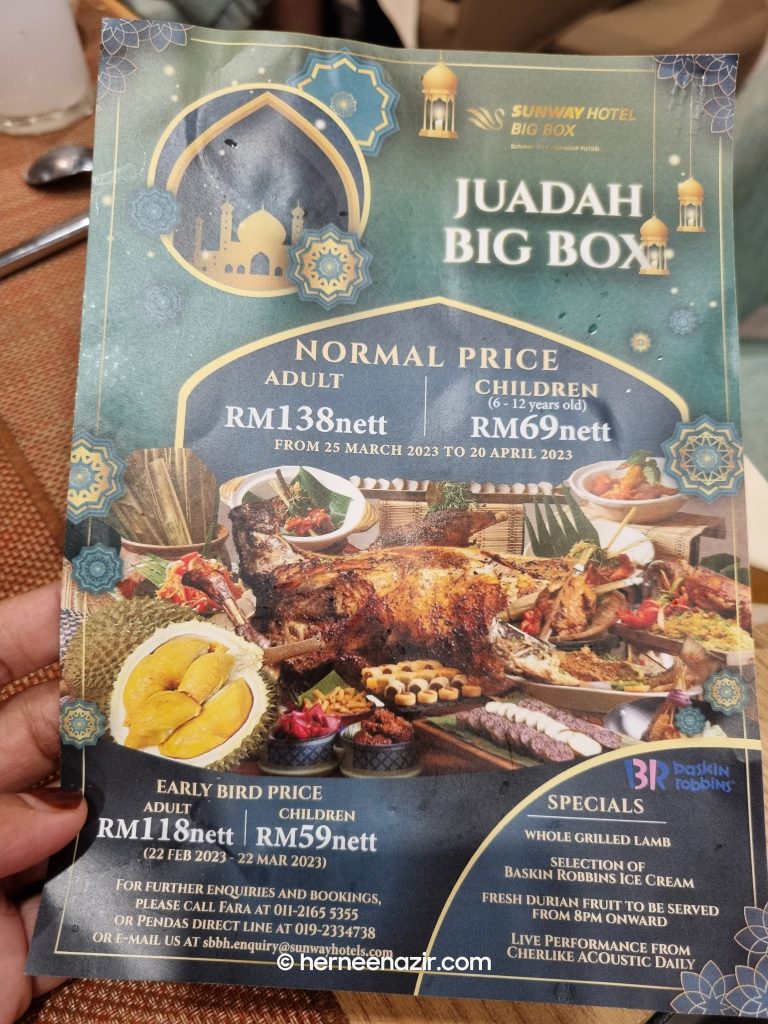 SUNWAY HOTEL
BIG BOX
SUNWAY CITY ISKANDAR PUTERI
JUADAH
BIG BOX
NORMAL PRICE
ADULT
RM138nett
CHILDREN
(6 - 12 years old)
RM69nett
FROM 25 MARCH 2023 TO 20 APRIL 2023
EARLY BIRD PRICE
ADULT
RM118nett
CHILDREN
RM59nett
(22 FEB 2023 - 22 MAR 2023)
FOR FURTHER ENQUIRIES AND BOOKINGS,
PLEASE CALL FARA AT 011-2165 5355
OR PENDAS DIRECT LINE AT 019-2334738
OR E-MAIL US AT sbbh.enquiry@sunwayhotels.com
BR baskin
robbins
SPECIALS
WHOLE GRILLED LAMB
SELECTION OF
BASKIN ROBBINS ICE CREAM
FRESH DURIAN FRUIT TO BE SERVED
FROM 8PM ONWARD
LIVE PERFORMANCE FROM
CHERLIKE ACOUSTIC DAILY
© herneenazir.com